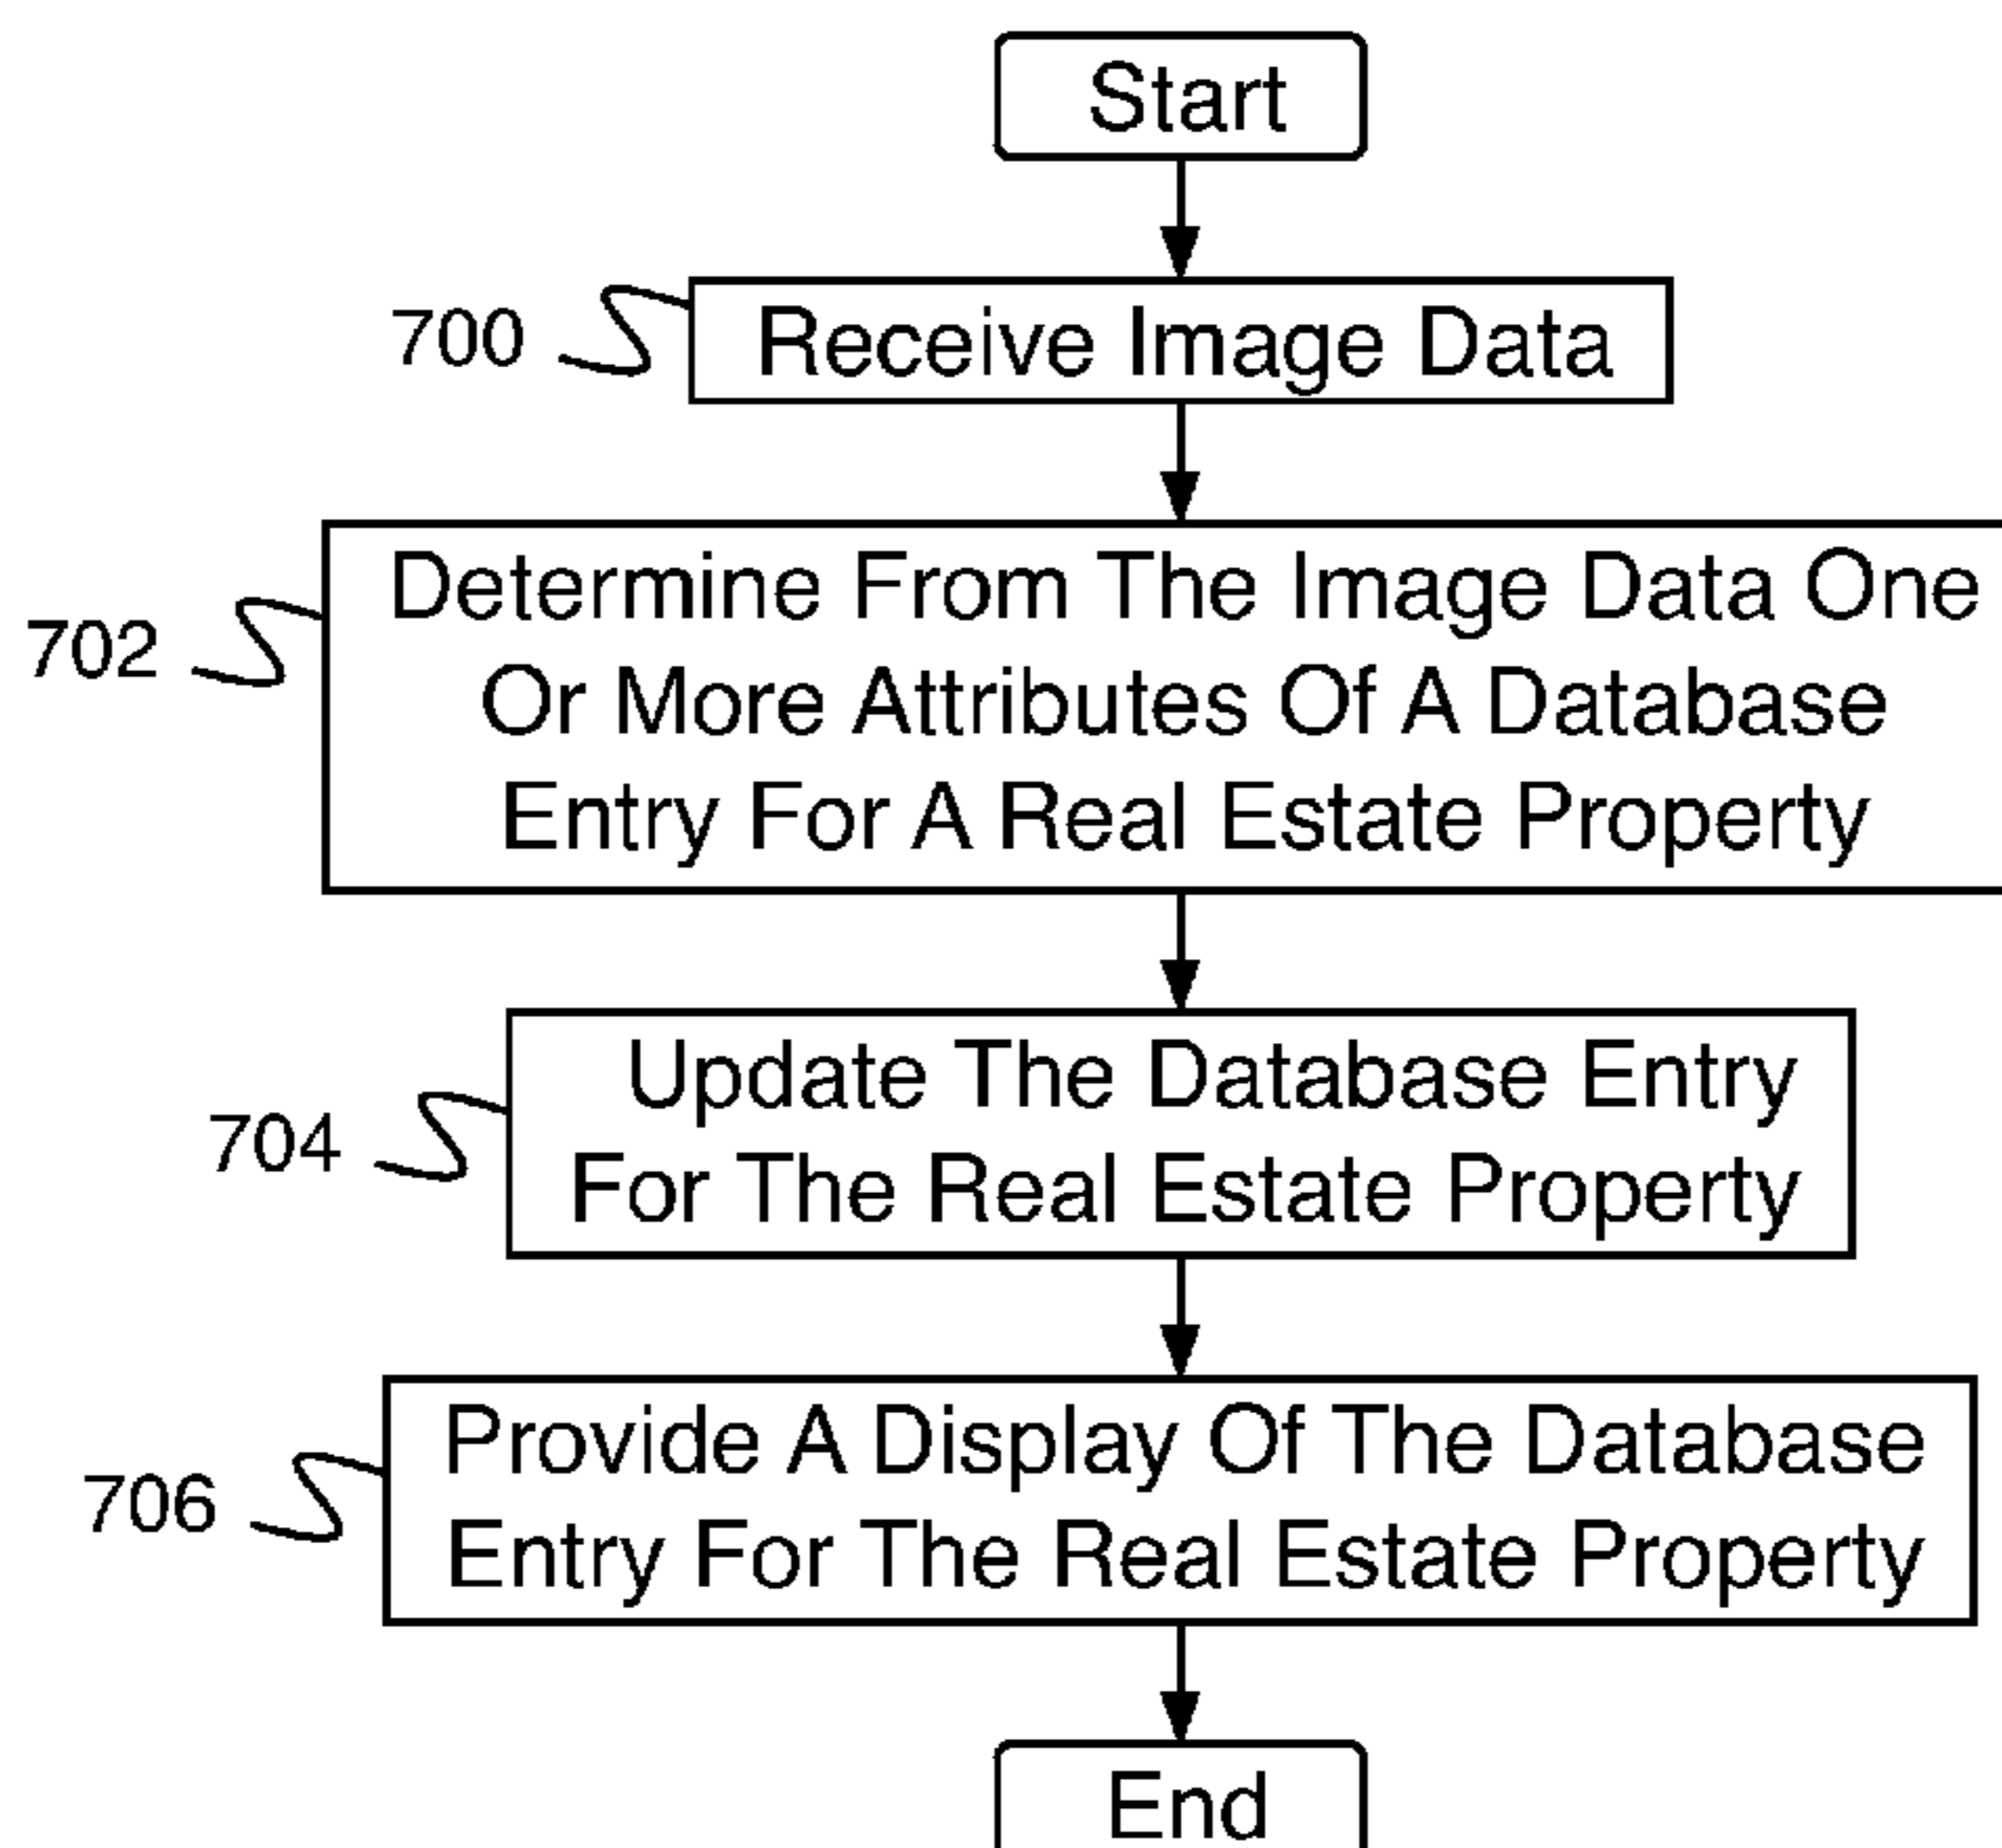 Start
700
Receive Image Data
702
Determine From The Image Data One
Or More Attributes Of A Database
Entry For A Real Estate Property
704
Update The Database Entry
For The Real Estate Property
706
Provide A Display Of The Database
Entry For The Real Estate Property
End